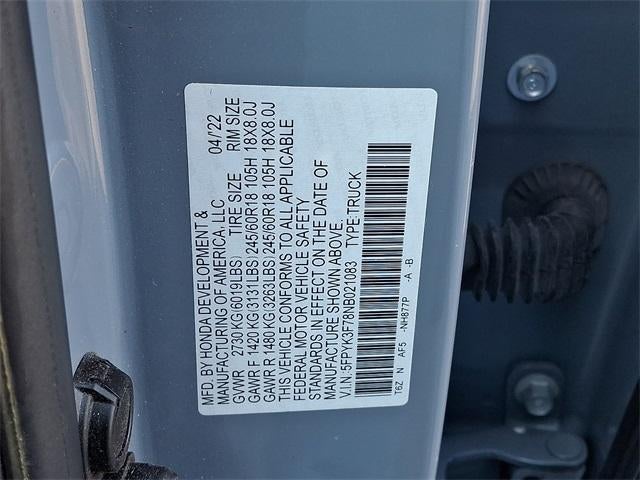 MFD. BY HONDA DEVELOPMENT &
MANUFACTURING OF AMERICA, LLC 04/22
GVWR 2730 KG(6019LBS) TIRE SIZE RIM SIZE
GAWR F 1420 KG(3131LBS) 245/60R18 105H 18X8.0J
GAWR R 1480 KG(3263LBS) 245/60R18 105H 18X8.0J
THIS VEHICLE CONFORMS TO ALL APPLICABLE
FEDERAL MOTOR VEHICLE SAFETY
STANDARDS IN EFFECT ON THE DATE OF
MANUFACTURE SHOWN ABOVE.
V.I.N.:5FPYK3F78NB021083 TYPE:TRUCK
T6Z N AF5 -NH877P -A -B